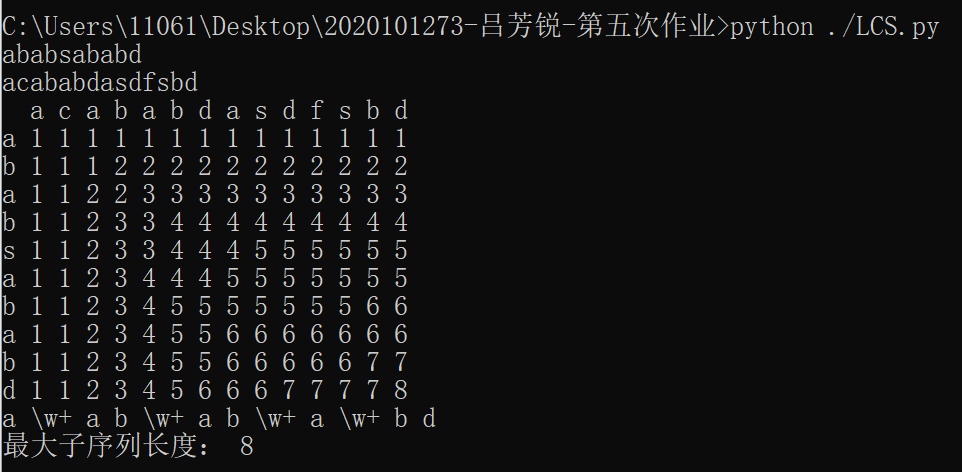 C:\Users\11061\Desktop\2020101273-吕芳锐-第五次作业>python ./LCS.py
ababsababd
acababdasdfsbd
  a c a b a b d a s d f s b d
a 1 1 1 1 1 1 1 1 1 1 1 1 1 1
b 1 1 1 2 2 2 2 2 2 2 2 2 2 2
a 1 1 2 2 3 3 3 3 3 3 3 3 3 3
b 1 1 2 3 3 4 4 4 4 4 4 4 4 4
s 1 1 2 3 3 4 4 4 5 5 5 5 5 5
a 1 1 2 3 4 4 4 5 5 5 5 5 5 5
b 1 1 2 3 4 5 5 5 5 5 5 5 6 6
a 1 1 2 3 4 5 5 6 6 6 6 6 6 6
b 1 1 2 3 4 5 5 6 6 6 6 6 7 7
d 1 1 2 3 4 5 6 6 6 7 7 7 7 8
a \w+ a b \w+ a b \w+ a \w+ b d
最大子序列长度： 8